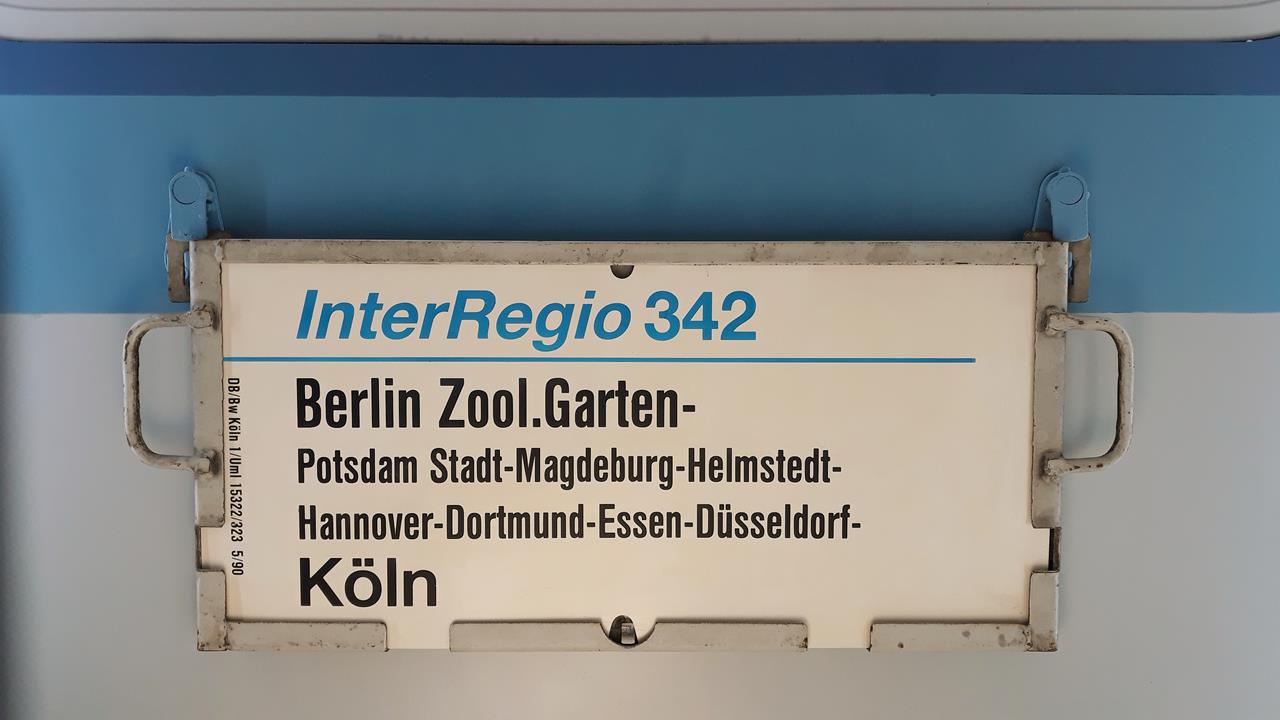 InterRegio 342
Berlin Zool.Garten-
Potsdam Stadt-Magdeburg-Helmstedt-
Hannover-Dortmund-Essen-Düsseldorf-
Köln
DB/Bw Köln 1/Uml 15322/323 5/90